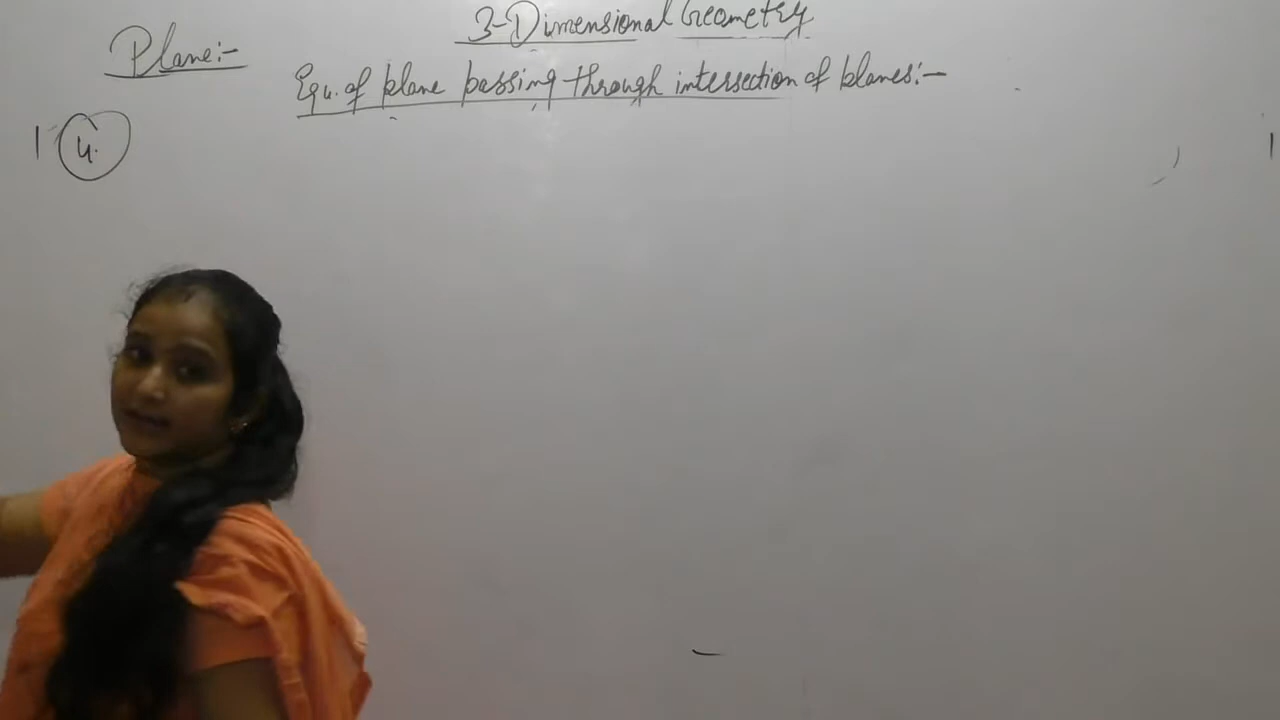 3-Dimensional Geometry
Plane:-
Equ. of plane passing through intersection of planes:-
4.